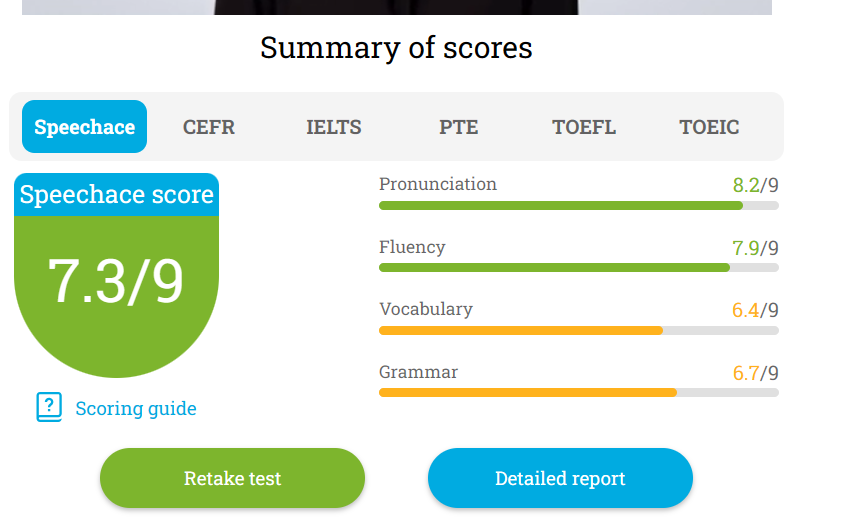 Summary of scores
Speechace CEFR IELTS PTE TOEFL TOEIC
Speechace score
7.3/9
Scoring guide
Pronunciation 8.2/9
Fluency 7.9/9
Vocabulary 6.4/9
Grammar 6.7/9
Retake test Detailed report